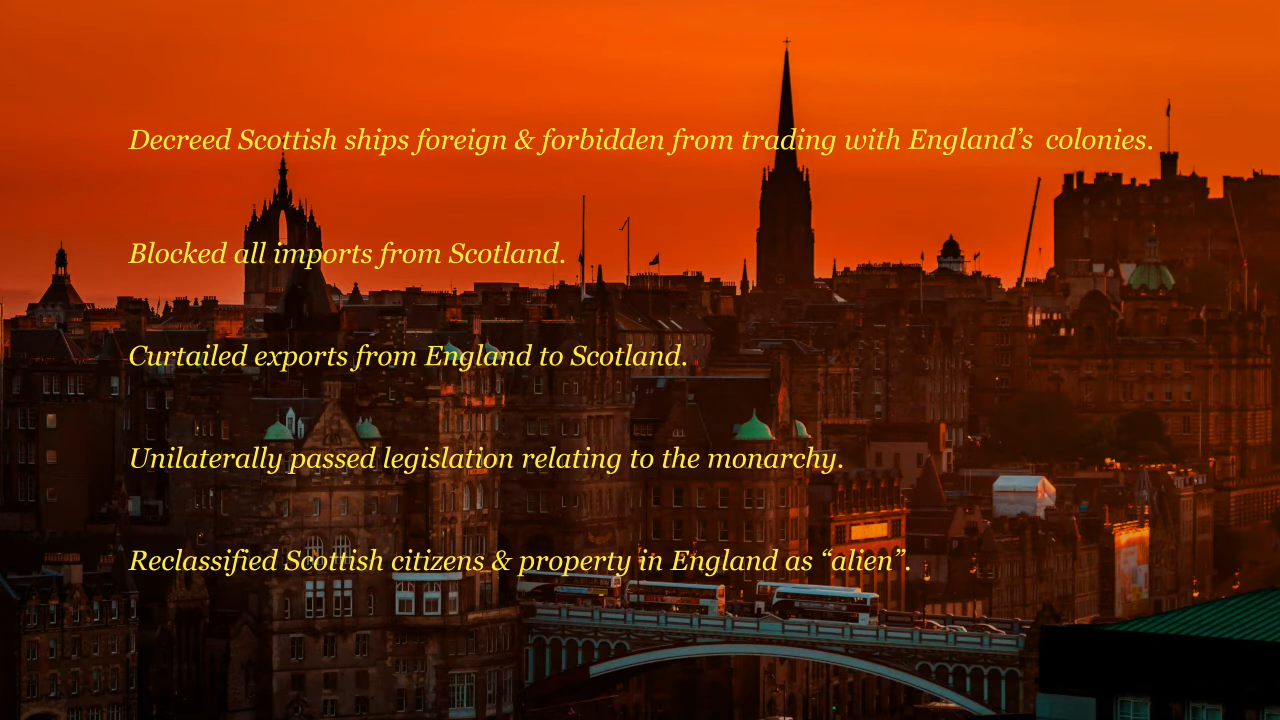 Decreed Scottish ships foreign & forbidden from trading with England’s colonies.
Blocked all imports from Scotland.
Curtailed exports from England to Scotland.
Unilaterally passed legislation relating to the monarchy.
Reclassified Scottish citizens & property in England as “alien”.